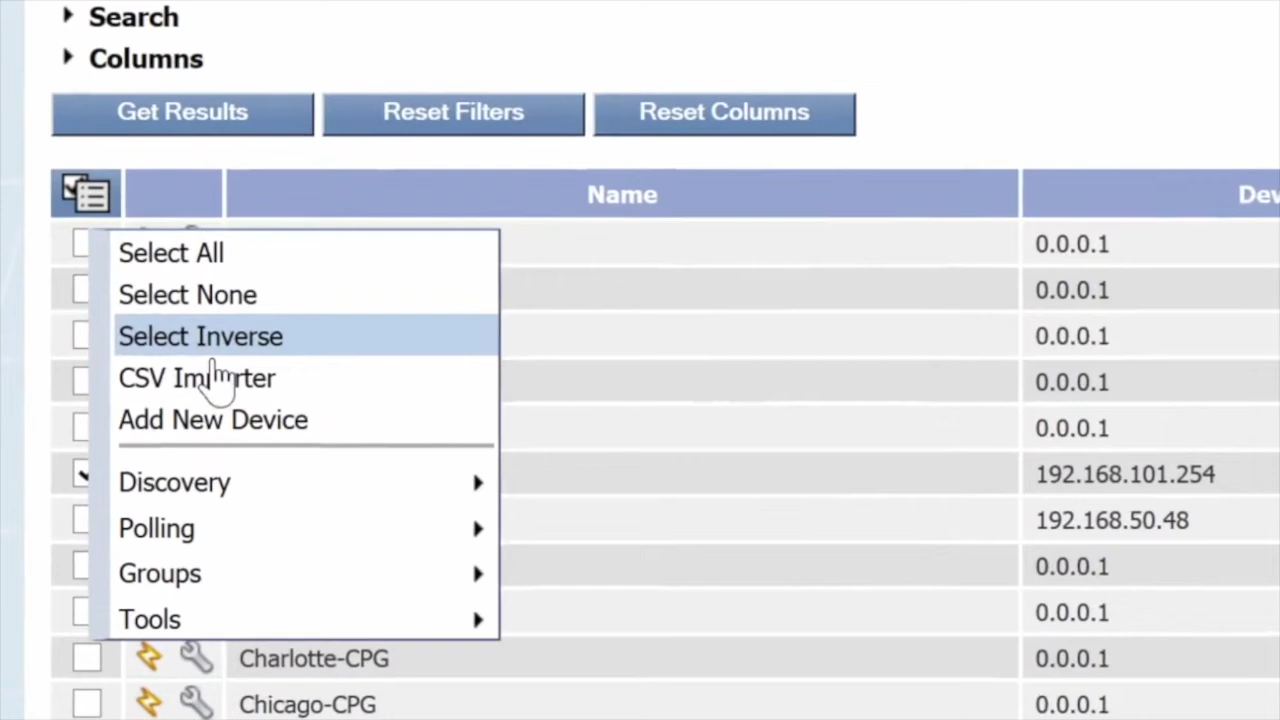 Search
Columns
Get Results Reset Filters Reset Columns
Name Dev
Select All 0.0.0.1
Select None 0.0.0.1
Select Inverse 0.0.0.1
CSV Importer 0.0.0.1
Add New Device 0.0.0.1
Discovery 192.168.101.254
Polling 192.168.50.48
Groups 0.0.0.1
Tools 0.0.0.1
Charlotte-CPG 0.0.0.1
Chicago-CPG 0.0.0.1